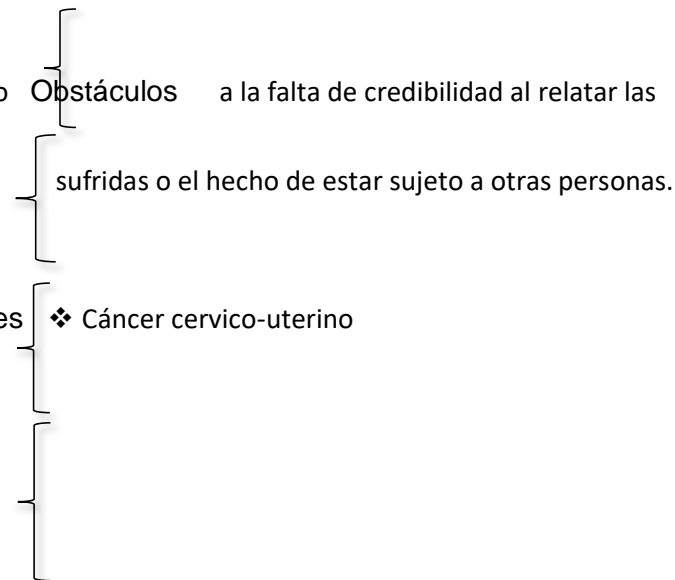 o Obstáculos a la falta de credibilidad al relatar las
sufridas o el hecho de estar sujeto a otras personas.
es ❖ Cáncer cervico-uterino